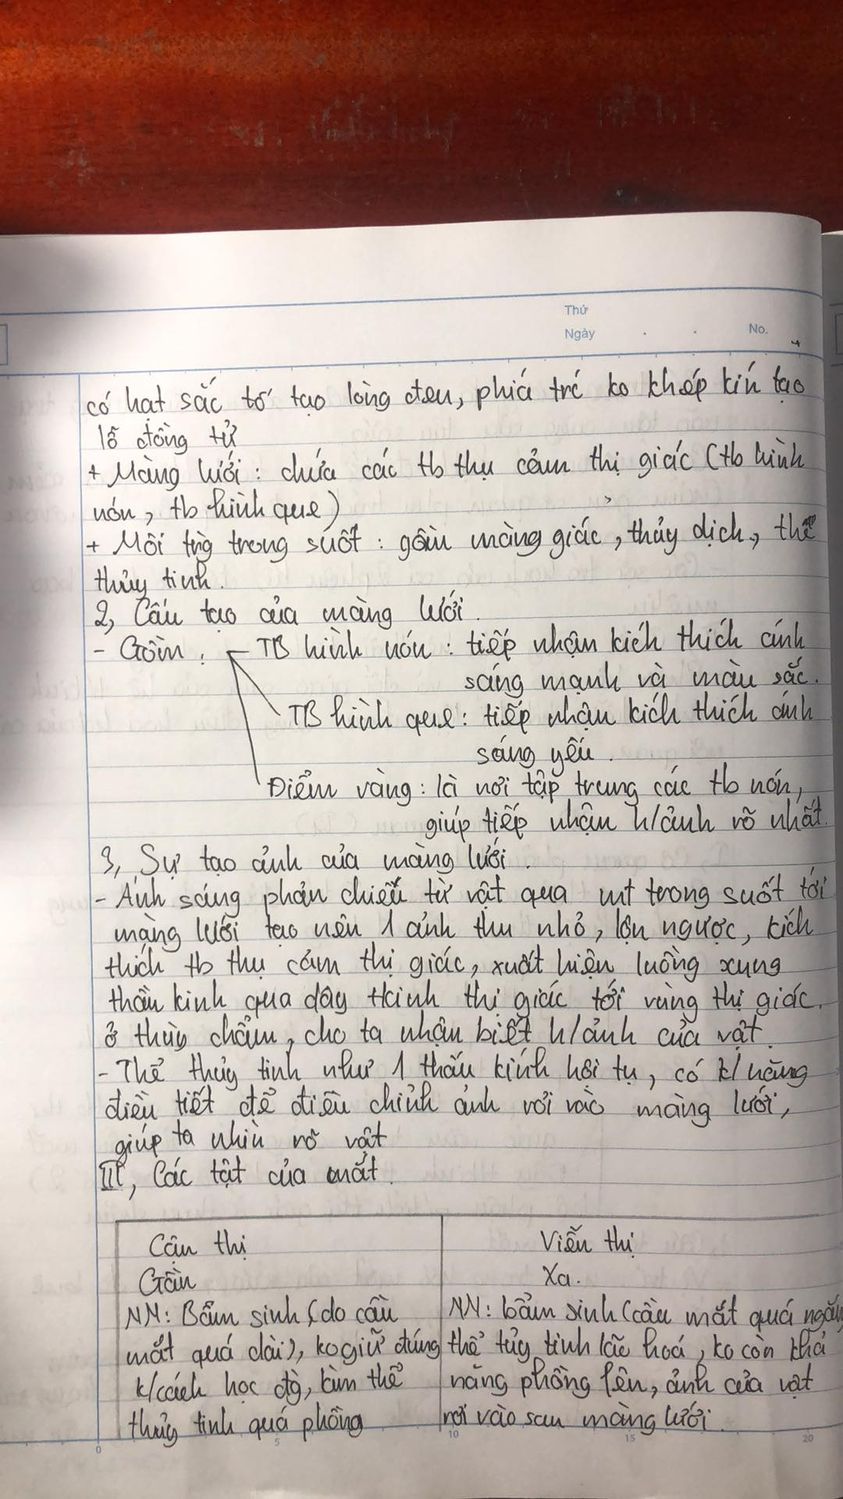 Thứ
Ngày . . No.
có hạt sắc tố tạo lòng đen, phía trc ko khép kín tạo
lỗ đồng tử
+ Màng lưới : chứa các tb thụ cảm thị giác (tb hình
nón, tb hình que)
+ Môi trg trong suốt : gồm màng giác, thủy dịch, thể
thủy tinh.
2, Cấu tạo của màng lưới.
- Gồm : TB hình nón : tiếp nhận kích thích ánh
sáng mạnh và màu sắc.
TB hình que : tiếp nhận kích thích ánh
sáng yếu.
Điểm vàng : là nơi tập trung các tb nón,
giúp tiếp nhận h/ảnh rõ nhất.
3, Sự tạo ảnh của màng lưới.
- Ánh sáng phản chiếu từ vật qua mt trong suốt tới
màng lưới tạo nên 1 ảnh thu nhỏ, lộn ngược, kích
thích tb thụ cảm thị giác, xuất hiện luồng xung
thần kinh qua dây tkinh thị giác tới vùng thị giác
ở thùy chẩm, cho ta nhận biết h/ảnh của vật.
- Thể thủy tinh như 1 thấu kính hội tụ, có k/năng
điều tiết để điều chỉnh ảnh rơi vào màng lưới,
giúp ta nhìn rõ vật
III, Các tật của mắt.
Cận thị
Gần
NN: Bẩm sinh (do cầu
mắt quá dài), ko giữ đúng
k/cách học đg, làm thể
thủy tinh quá phồng
Viễn thị
Xa.
NN: bẩm sinh (cầu mắt quá ngắn
thể tủy tinh lão hoá, ko còn khả
năng phồng lên, ảnh của vật
rơi vào sau màng lưới.
0 5 10 15 20